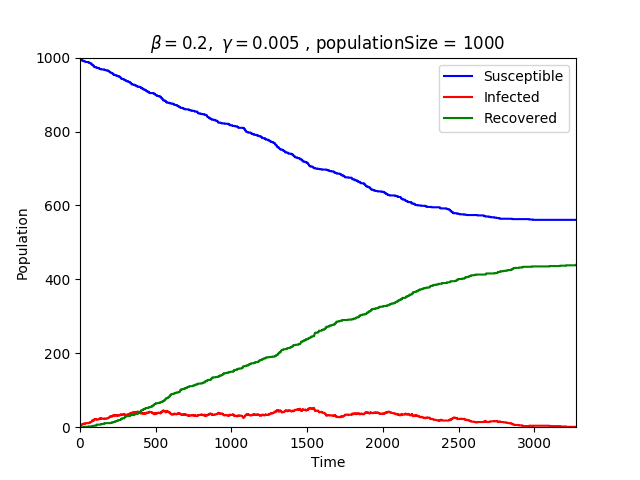 β = 0.2, γ = 0.005 , populationSize = 1000
Susceptible
Infected
Recovered
1000
800
600
400
200
0
Population
0 500 1000 1500 2000 2500 3000
Time